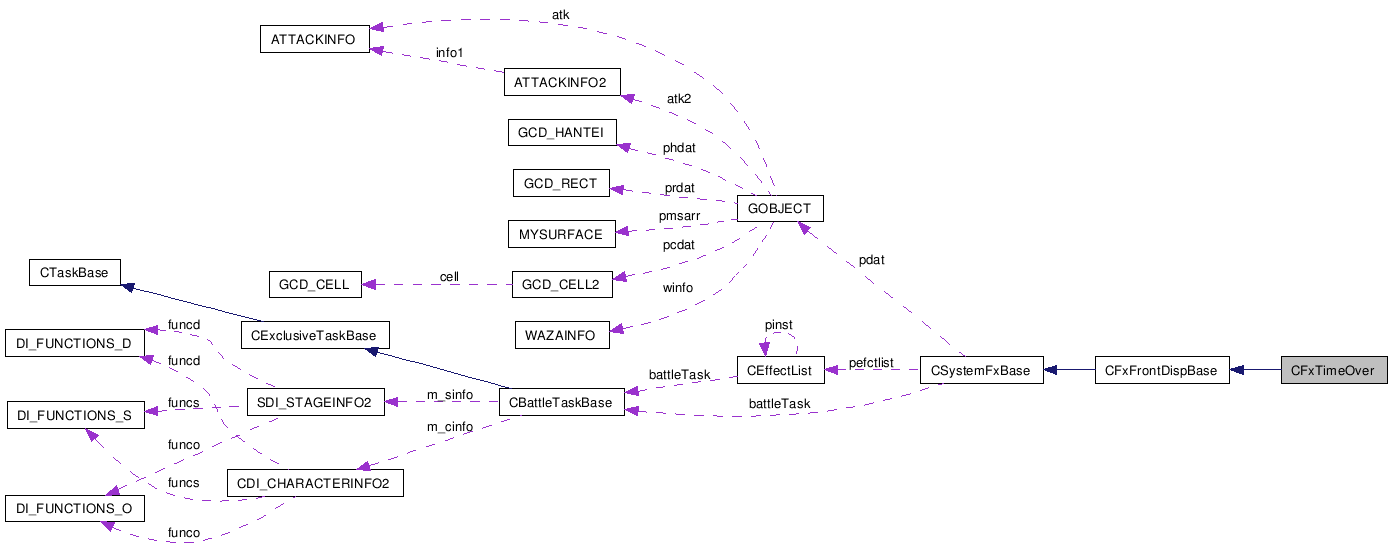 atk
ATTACKINFO
info1
ATTACKINFO2
atk2
GCD_HANTEI
phdat
GCD_RECT
prdat
GOBJECT
pmsarr
MYSURFACE
pcdat
pdat
CTaskBase
cell
GCD_CELL
GCD_CELL2
winfo
funcd
pinst
CExclusiveTaskBase
WAZAINFO
DI_FUNCTIONS_D
funcd
pefctlist
battleTask
CEffectList
CSystemFxBase
CFxFrontDispBase
CFxTimeOver
m_sinfo
funcs
SDI_STAGEINFO2
CBattleTaskBase
battleTask
DI_FUNCTIONS_S
m_cinfo
funco
funcs
CDI_CHARACTERINFO2
DI_FUNCTIONS_O
funco